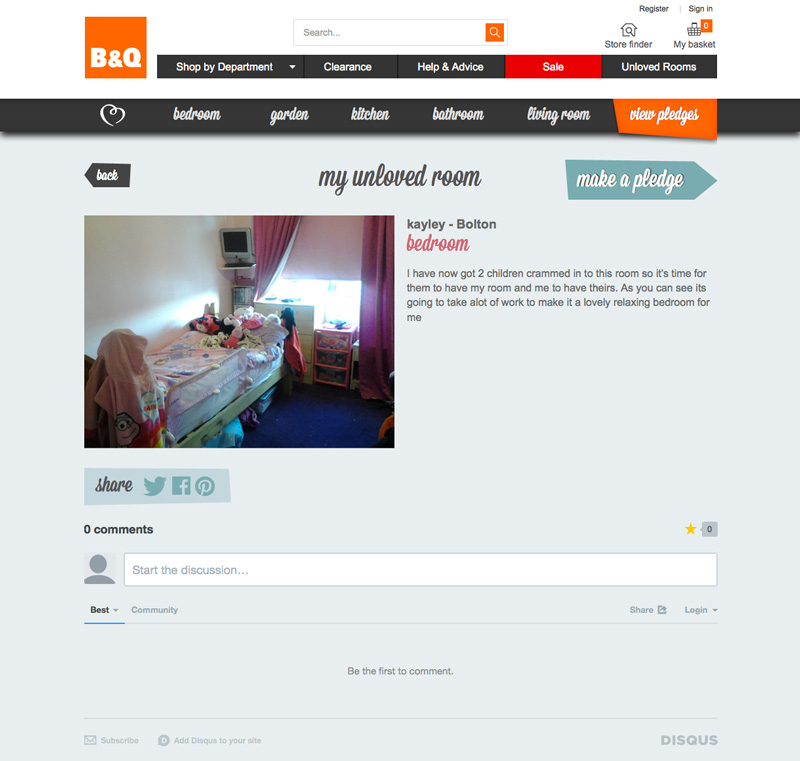 Register
Sign in
B&Q
Search...
0
Store finder
My basket
Shop by Department
Clearance
Help & Advice
Sale
Unloved Rooms
bedroom
garden
kitchen
bathroom
living room
view pledges
back
my unloved room
make a pledge
kayley - Bolton
bedroom
I have now got 2 children crammed in to this room so it's time for
them to have my room and me to have theirs. As you can see its
going to take alot of work to make it a lovely relaxing bedroom for
me
share
0 comments
0
Start the discussion…
Best
Community
Share
Login
Be the first to comment.
Subscribe
Add Disqus to your site
DISQUS